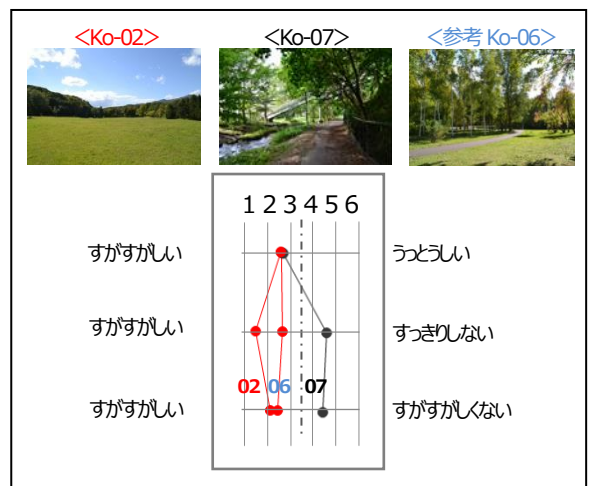 <Ko-02> <Ko-07> <参考 Ko-06>
1 2 3 4 5 6
すがすがしい うっとうしい
すがすがしい すっきりしない
02 06 07
すがすがしい すがすがしくない